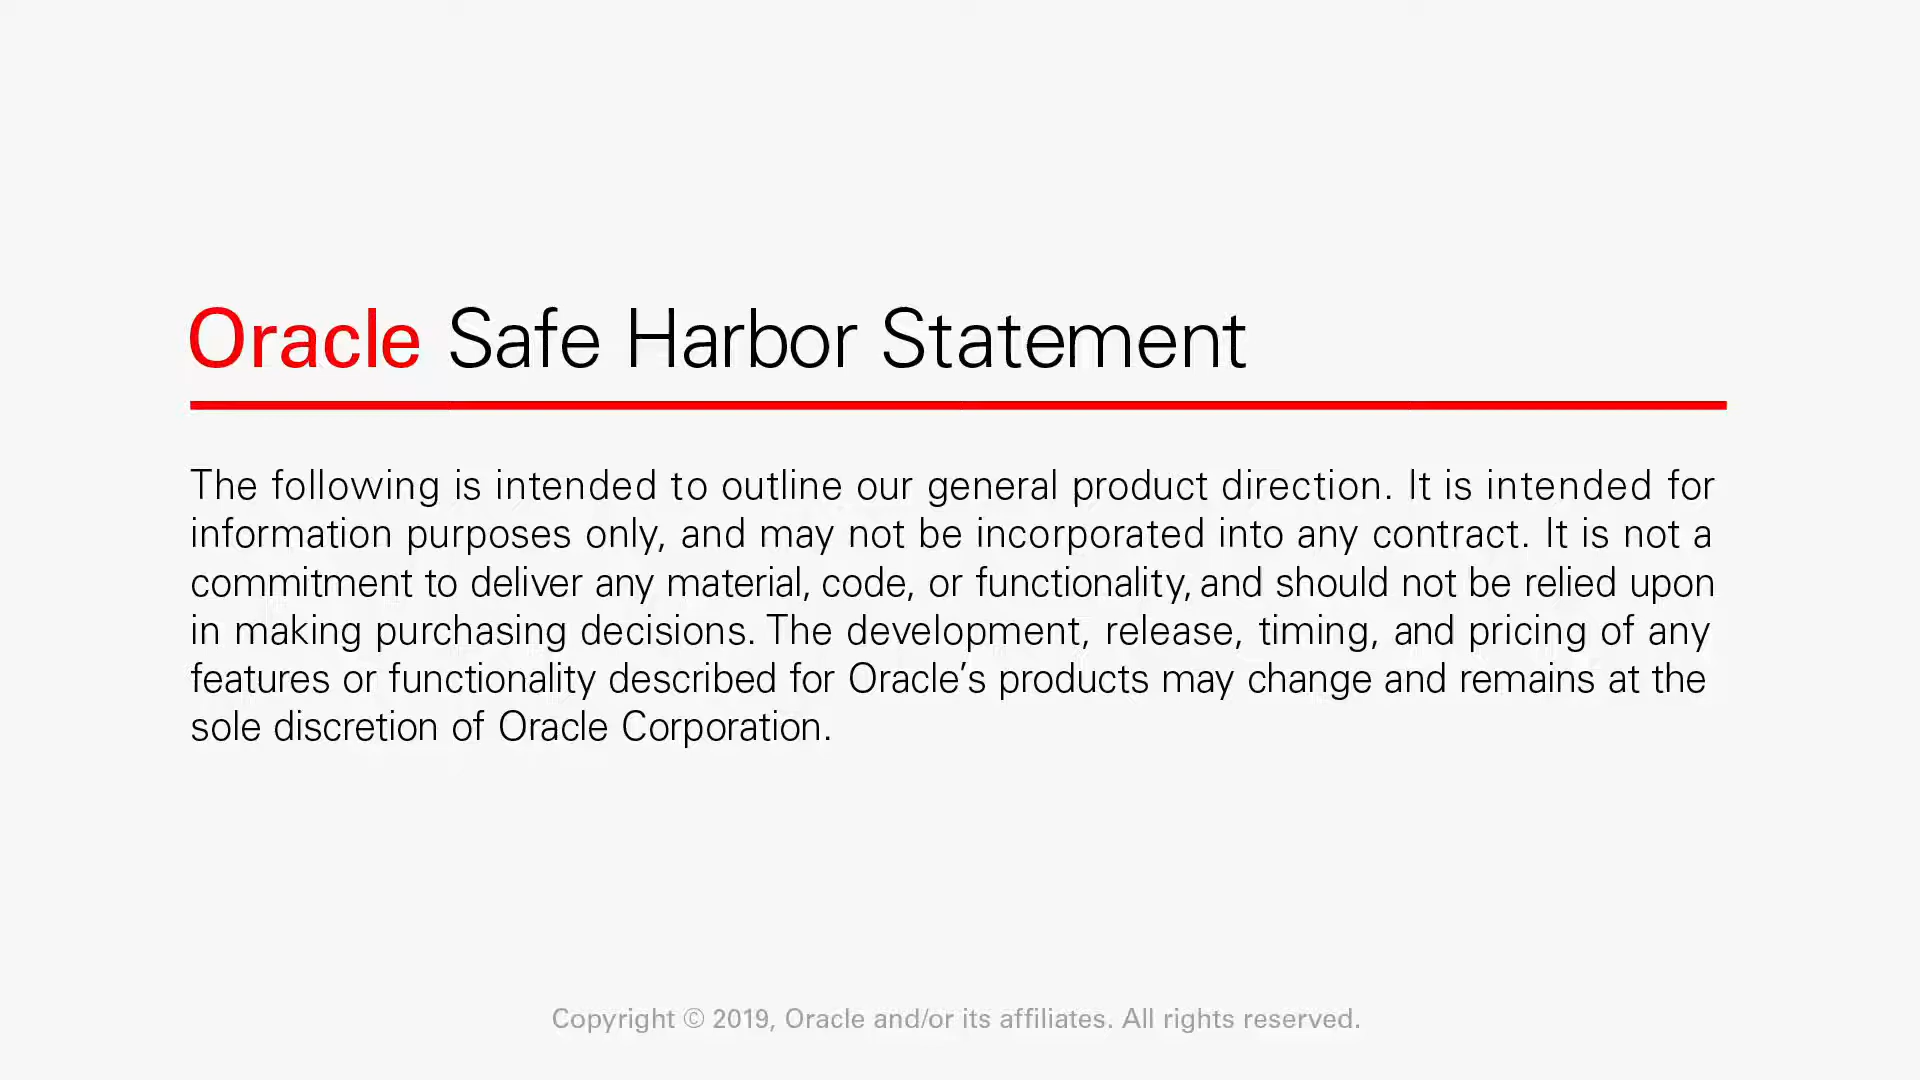 Oracle Safe Harbor Statement
The following is intended to outline our general product direction. It is intended for
information purposes only, and may not be incorporated into any contract. It is not a
commitment to deliver any material, code, or functionality, and should not be relied upon
in making purchasing decisions. The development, release, timing, and pricing of any
features or functionality described for Oracle’s products may change and remains at the
sole discretion of Oracle Corporation.
Copyright © 2019, Oracle and/or its affiliates. All rights reserved.